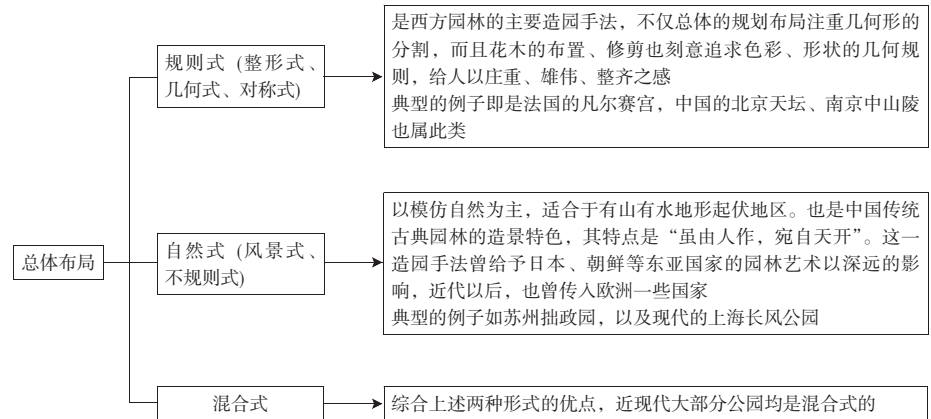 总体布局
规则式 (整形式、
几何式、对称式)
是西方园林的主要造园手法，不仅总体的规划布局注重几何形的
分割，而且花木的布置、修剪也刻意追求色彩、形状的几何规
则，给人以庄重、雄伟、整齐之感
典型的例子即是法国的凡尔赛宫，中国的北京天坛、南京中山陵
也属此类
自然式 (风景式、
不规则式)
以模仿自然为主，适合于有山有水地形起伏地区。也是中国传统
古典园林的造景特色，其特点是“虽由人作，宛自天开”。这一
造园手法曾给予日本、朝鲜等东亚国家的园林艺术以深远的影
响，近代以后，也曾传入欧洲一些国家
典型的例子如苏州拙政园，以及现代的上海长风公园
混合式
综合上述两种形式的优点，近现代大部分公园均是混合式的